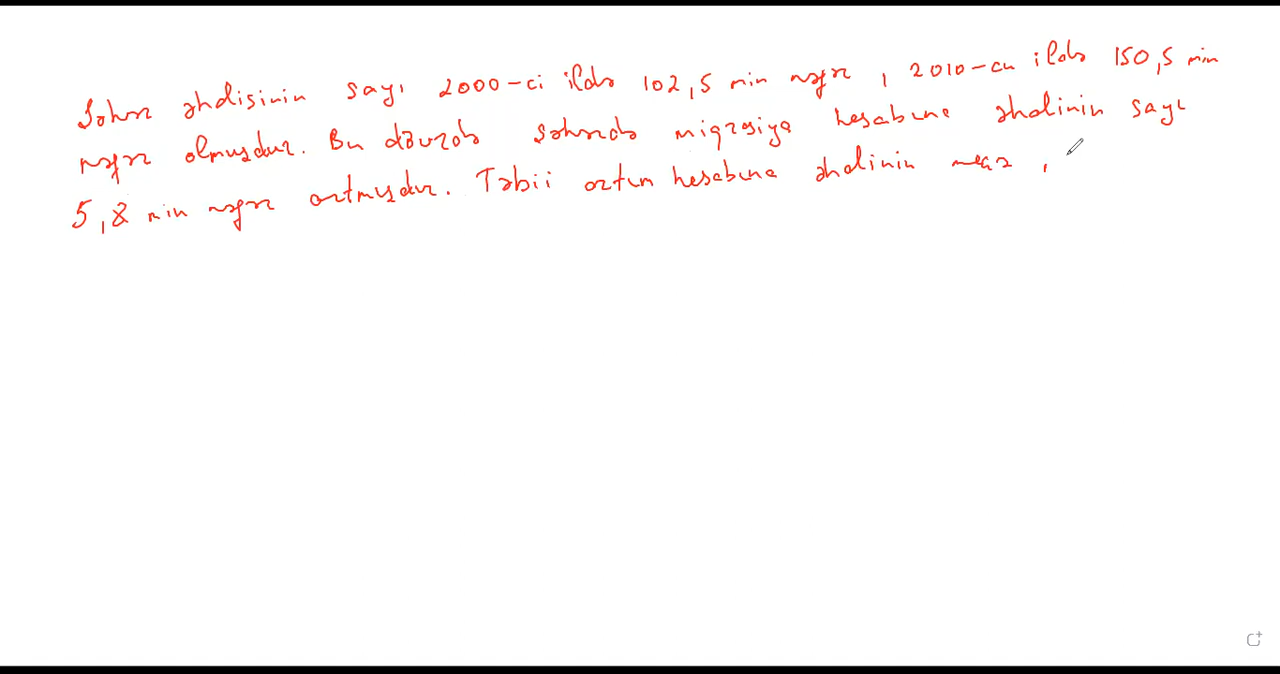 Şəhər əhalisinin sayı 2000-ci ildə 102,5 min nəfər, 2010-cu ildə 150,5 min
nəfər olmuşdur. Bu dövrdə şəhərdə miqrasiya hesabına əhalinin sayı
5,8 min nəfər artmışdır. Təbii artım hesabına əhalinin